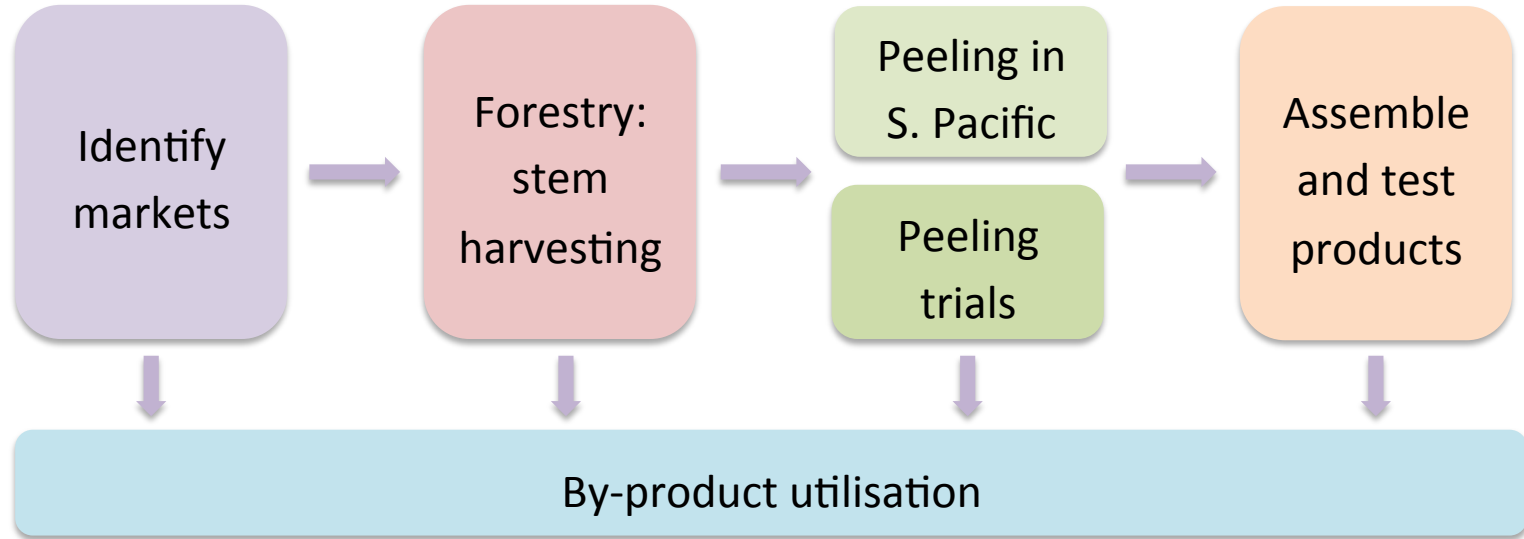 Identify
markets
Forestry:
stem
harvesting
Peeling in
S. Pacific
Peeling
trials
Assemble
and test
products
By-product utilisation